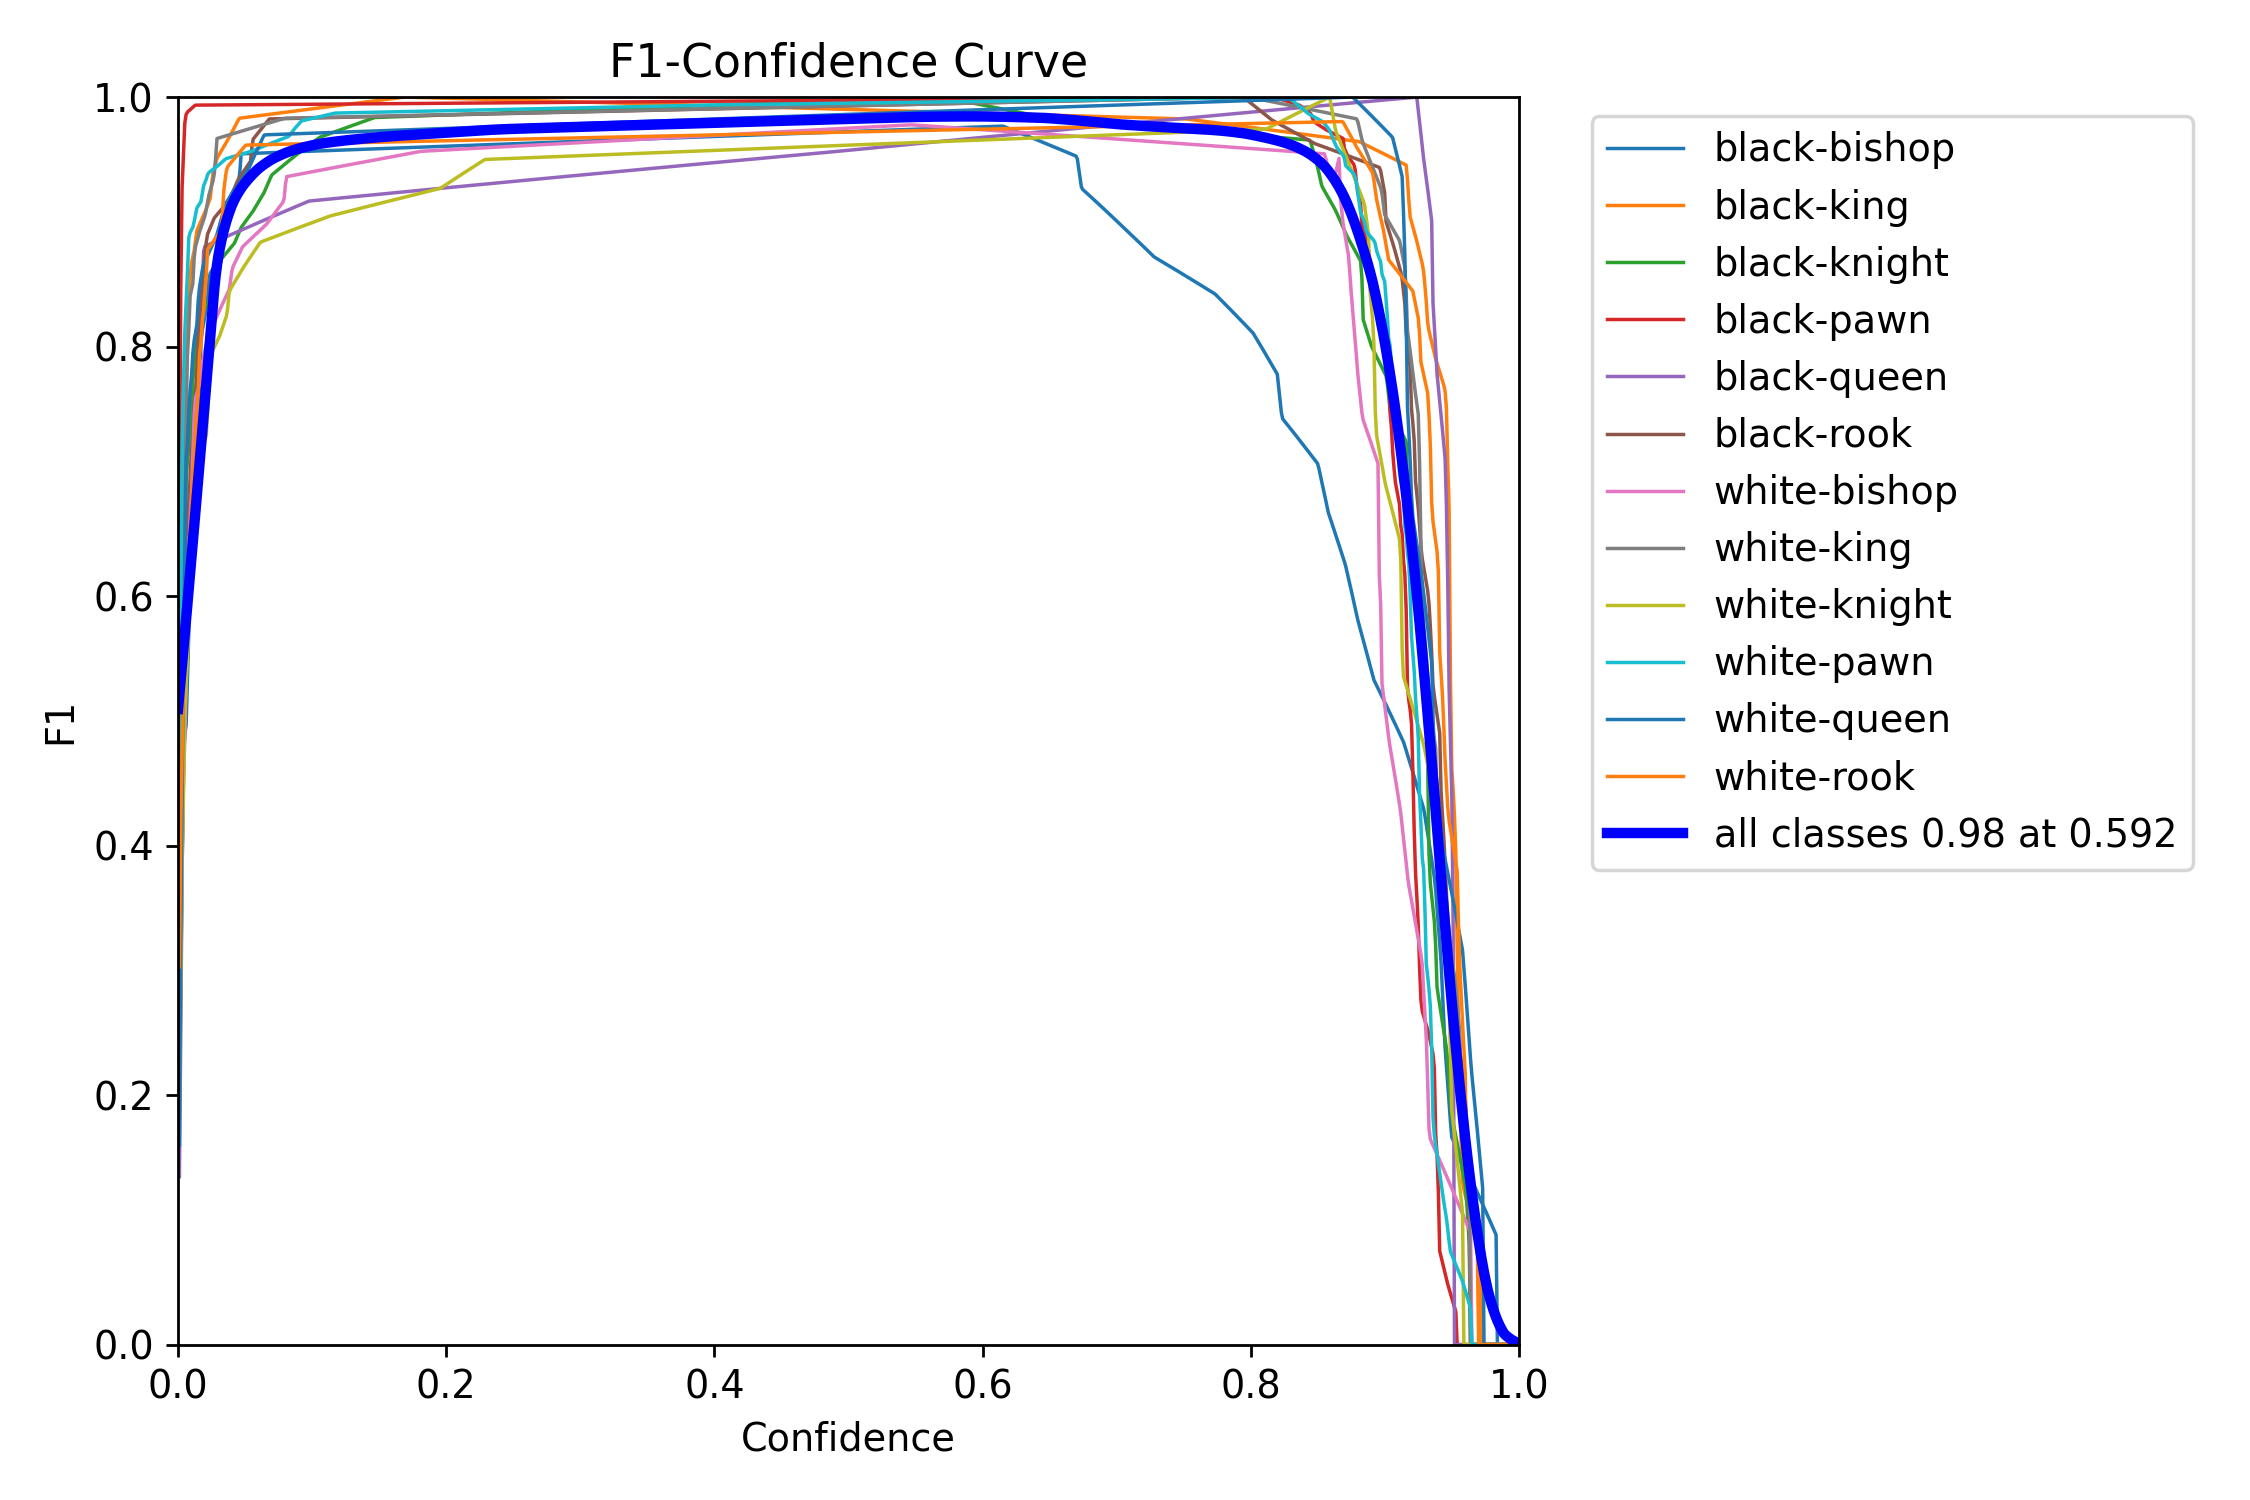 F1-Confidence Curve
1.0
0.8
0.6
0.4
0.2
0.0
F1
0.0 0.2 0.4 0.6 0.8 1.0
Confidence
black-bishop
black-king
black-knight
black-pawn
black-queen
black-rook
white-bishop
white-king
white-knight
white-pawn
white-queen
white-rook
all classes 0.98 at 0.592